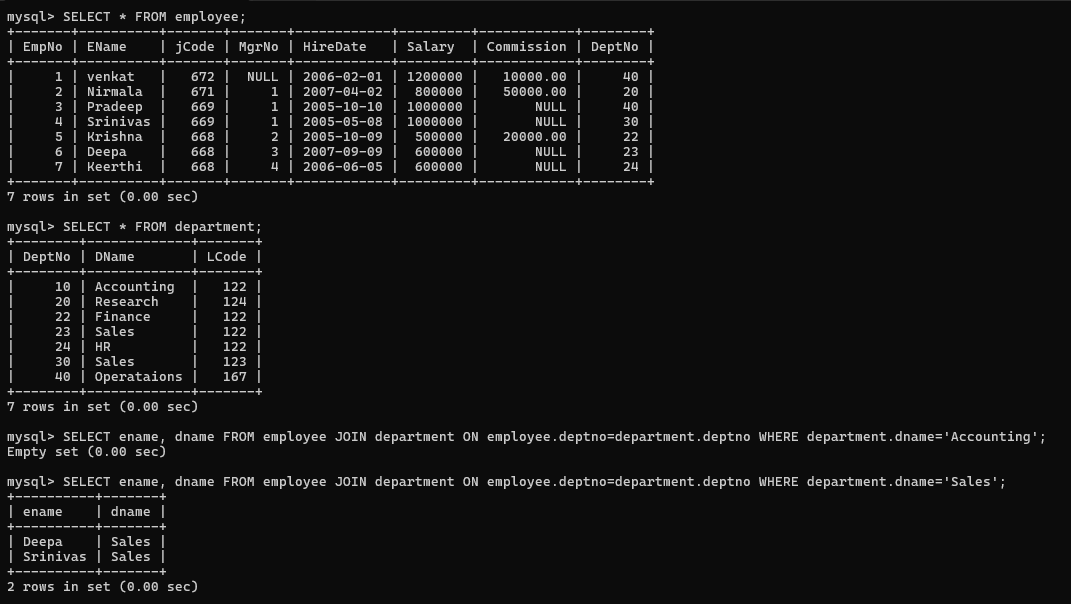 mysql> SELECT * FROM employee;
+-------+----------+-------+-------+------------+---------+------------+--------+
| EmpNo | EName    | jCode | MgrNo | HireDate   | Salary  | Commission | DeptNo |
+-------+----------+-------+-------+------------+---------+------------+--------+
|     1 | venkat   |   672 |  NULL | 2006-02-01 | 1200000 |   10000.00 |     40 |
|     2 | Nirmala  |   671 |     1 | 2007-04-02 |  800000 |   50000.00 |     20 |
|     3 | Pradeep  |   669 |     1 | 2005-10-10 | 1000000 |       NULL |     40 |
|     4 | Srinivas |   669 |     1 | 2005-05-08 | 1000000 |       NULL |     30 |
|     5 | Krishna  |   668 |     2 | 2005-10-09 |  500000 |   20000.00 |     22 |
|     6 | Deepa    |   668 |     3 | 2007-09-09 |  600000 |       NULL |     23 |
|     7 | Keerthi  |   668 |     4 | 2006-06-05 |  600000 |       NULL |     24 |
+-------+----------+-------+-------+------------+---------+------------+--------+
7 rows in set (0.00 sec)
mysql> SELECT * FROM department;
+--------+-------------+-------+
| DeptNo | DName       | LCode |
+--------+-------------+-------+
|     10 | Accounting  |   122 |
|     20 | Research    |   124 |
|     22 | Finance     |   122 |
|     23 | Sales       |   122 |
|     24 | HR          |   122 |
|     30 | Sales       |   123 |
|     40 | Operataions |   167 |
+--------+-------------+-------+
7 rows in set (0.00 sec)
mysql> SELECT ename, dname FROM employee JOIN department ON employee.deptno=department.deptno WHERE department.dname='Accounting';
Empty set (0.00 sec)
mysql> SELECT ename, dname FROM employee JOIN department ON employee.deptno=department.deptno WHERE department.dname='Sales';
+----------+-------+
| ename    | dname |
+----------+-------+
| Deepa    | Sales |
| Srinivas | Sales |
+----------+-------+
2 rows in set (0.00 sec)